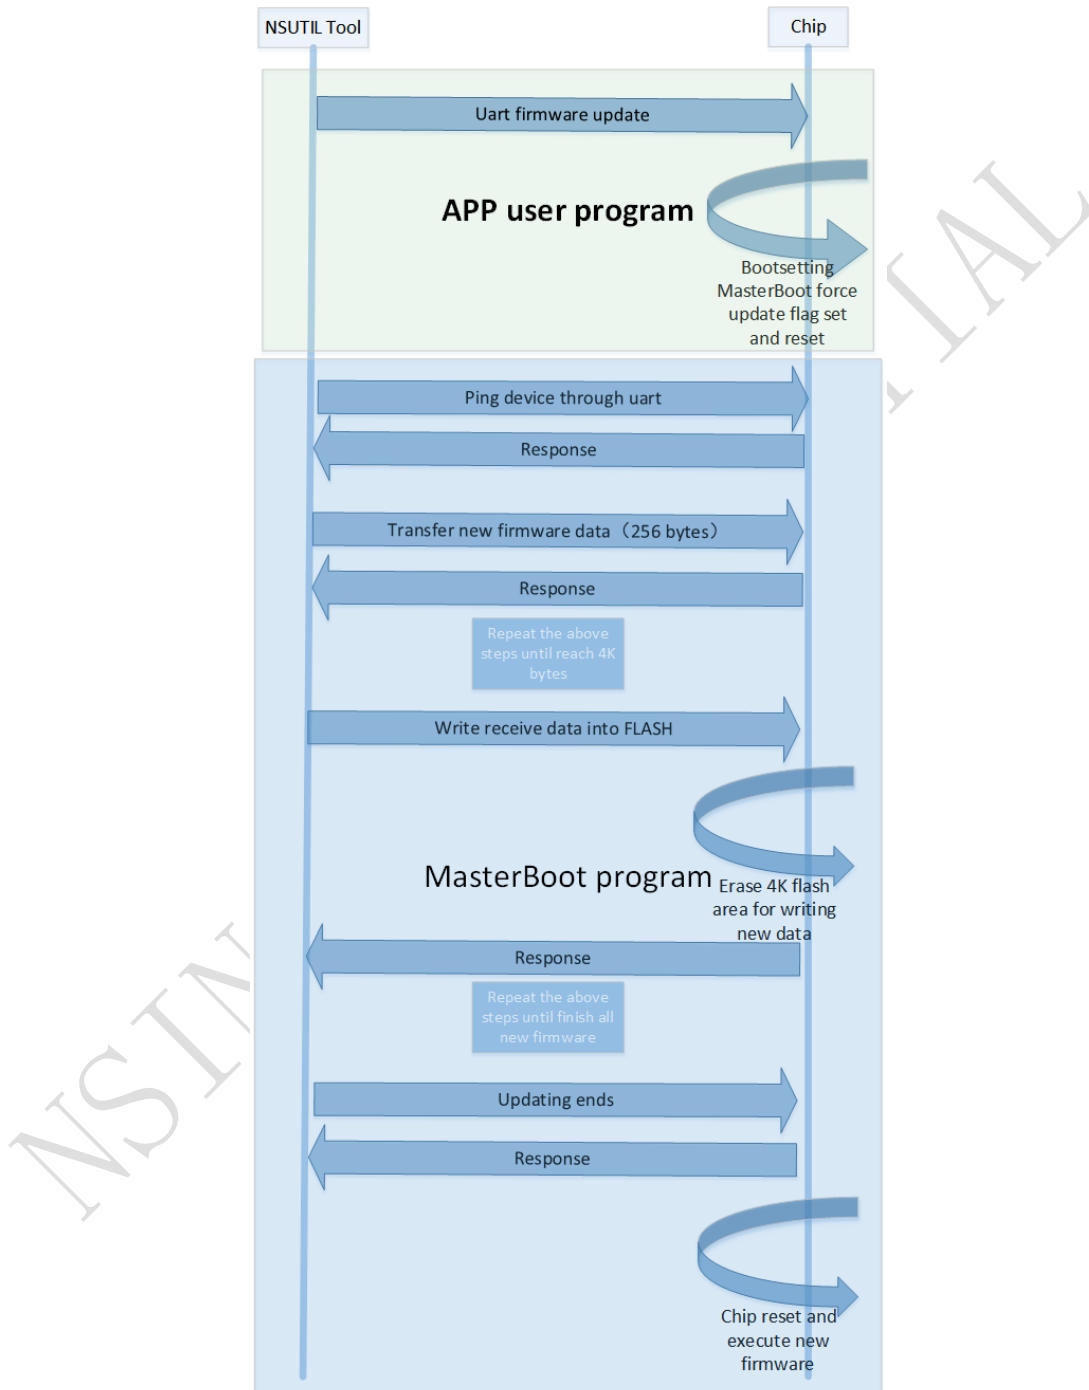 NSUTIL Tool
Chip
Uart firmware update
APP user program
Bootsetting
MasterBoot force
update flag set
and reset
Ping device through uart
Response
Transfer new firmware data（256 bytes）
Response
Repeat the above
steps until reach 4K
bytes
Write receive data into FLASH
MasterBoot program
Erase 4K flash
area for writing
new data
Response
Repeat the above
steps until finish all
new firmware
Updating ends
Response
Chip reset and
execute new
firmware